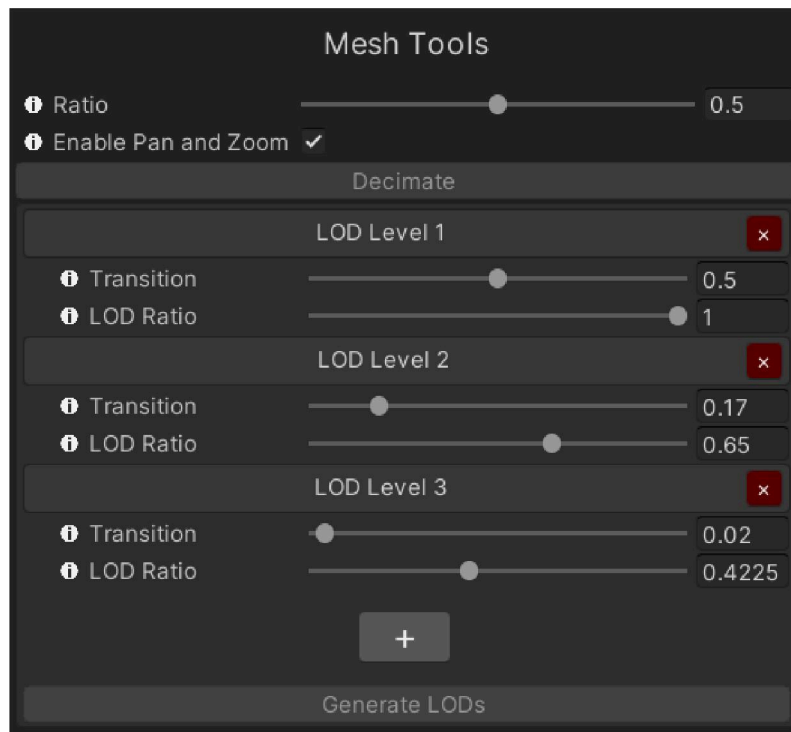 Mesh Tools
Ratio 0.5
Enable Pan and Zoom
Decimate
LOD Level 1 ×
Transition 0.5
LOD Ratio 1
LOD Level 2 ×
Transition 0.17
LOD Ratio 0.65
LOD Level 3 ×
Transition 0.02
LOD Ratio 0.4225
+
Generate LODs